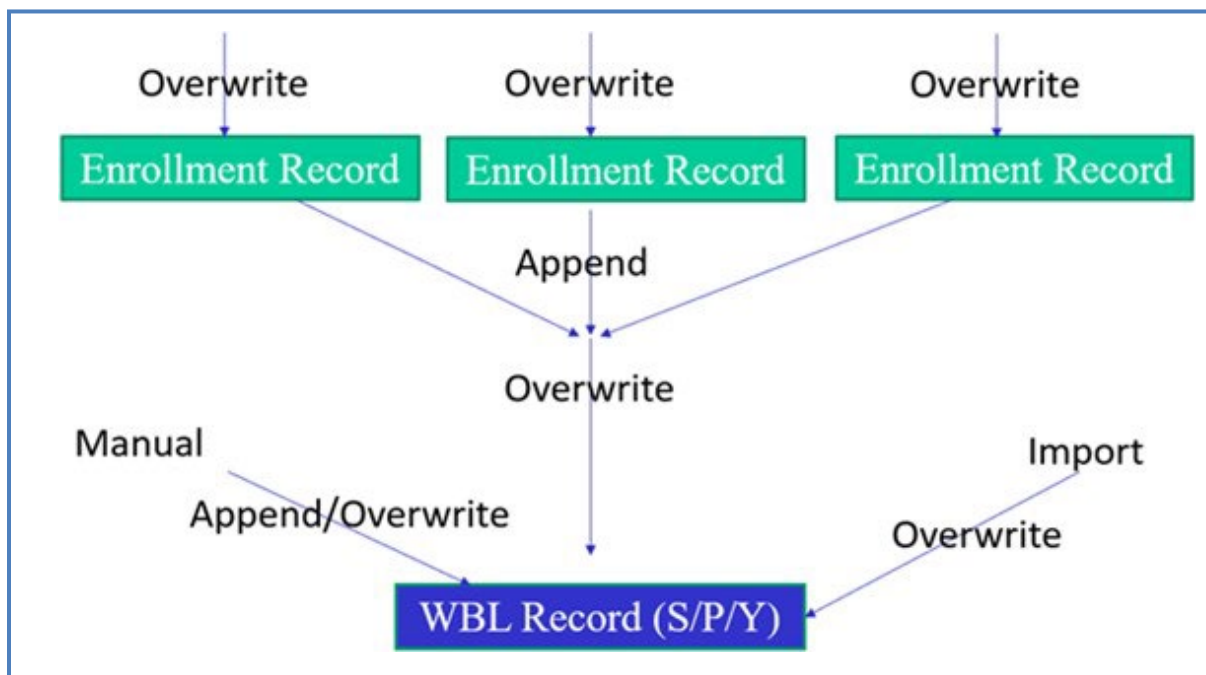 Overwrite
Overwrite
Overwrite
Enrollment Record
Enrollment Record
Enrollment Record
Append
Overwrite
Manual
Import
Append/Overwrite
Overwrite
WBL Record (S/P/Y)